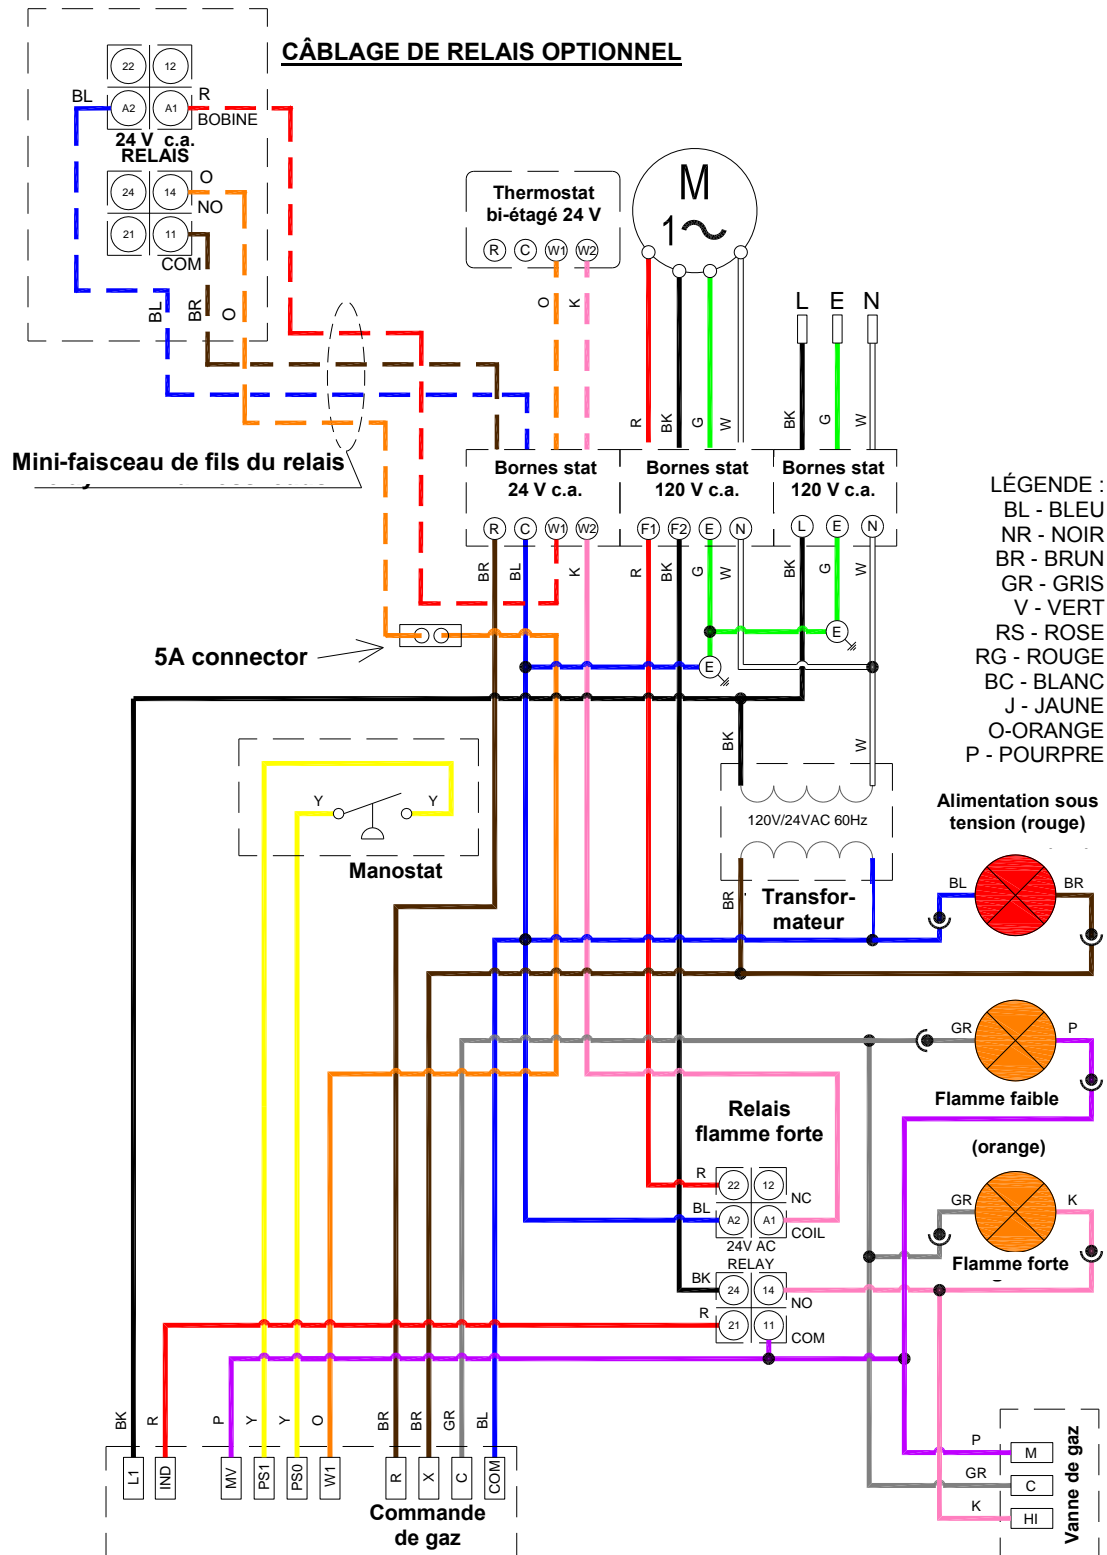 CÂBLAGE DE RELAIS OPTIONNEL
22 12
BL A2 A1 R
BOBINE
24 V c.a.
RELAIS
24 14 O
NO
21 11
COM
BL BR O
Thermostat
bi-étagé 24 V
R C W1 W2
O K
M
1
L E N
R BK G W BK G W
Mini-faisceau de fils du relais
Bornes stat
24 V c.a.
Bornes stat
120 V c.a.
Bornes stat
120 V c.a.
R C W1 W2 F1 F2 E N L E N
BR BL K R BK G W BK G W
5A connector
E
E
LÉGENDE :
BL - BLEU
NR - NOIR
BR - BRUN
GR - GRIS
V - VERT
RS - ROSE
RG - ROUGE
BC - BLANC
J - JAUNE
O-ORANGE
P - POURPRE
BK W
Y Y
Manostat
120V/24VAC 60Hz
BR
Transfor-
mateur
Alimentation sous
tension (rouge)
BL BR
GR P
Flamme faible
(orange)
GR K
Flamme forte
Relais
flamme forte
R 22 12
NC
BL A2 A1
COIL
24V AC
RELAY
BK 24 14
NO
R 21 11
COM
BK R P Y Y O BR BR GR BL
L1 IND MV PS1 PS0 W1 R X C COM
Commande
de gaz
P M
GR C
K HI
Vanne de gaz